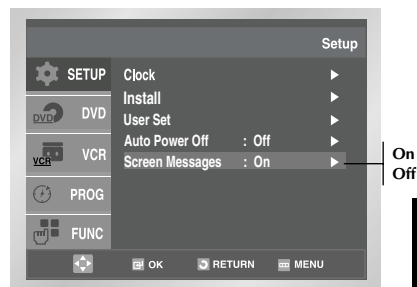 Setup
SETUP
Clock ►
Install ►
DVD DVD
User Set ►
Auto Power Off : Off ►
VCR VCR
Screen Messages : On ►
On
Off
PROG
FUNC
OK RETURN MENU